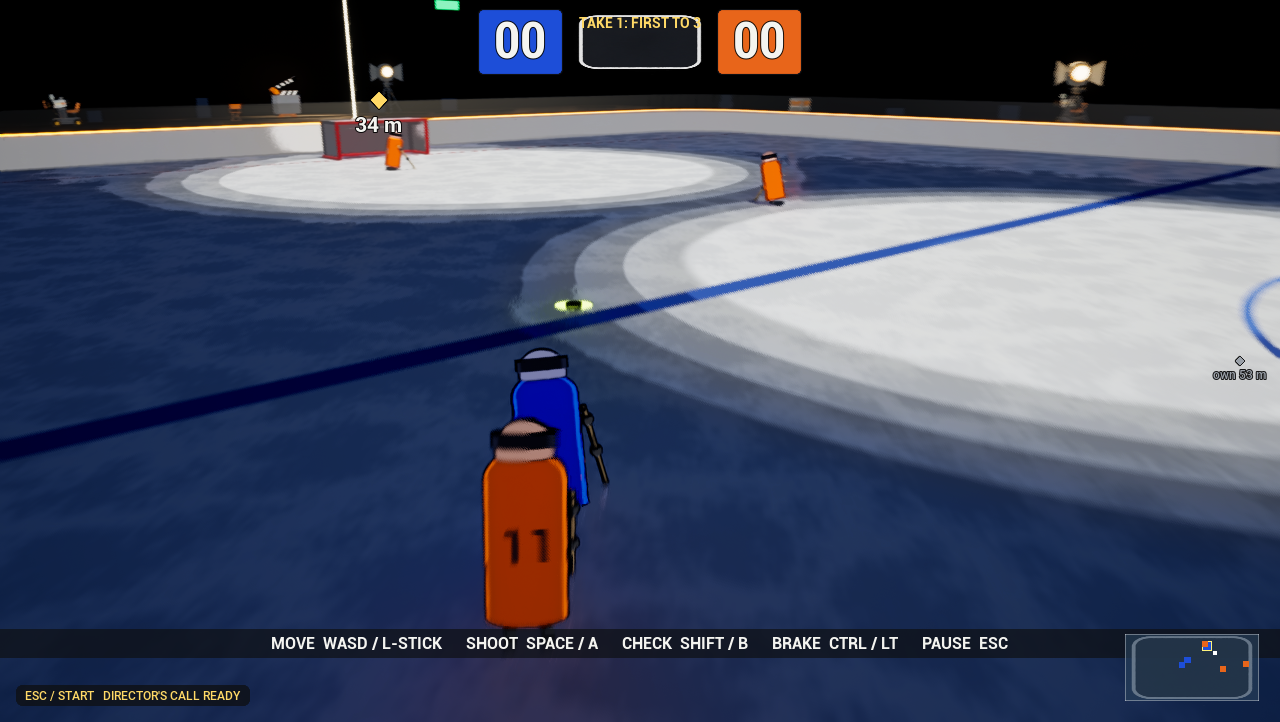 00
TAKE 1: FIRST TO 3
00
34 m
own 53 m
11
MOVE WASD / L-STICK SHOOT SPACE / A CHECK SHIFT / B BRAKE CTRL / LT PAUSE ESC
ESC / START DIRECTOR'S CALL READY